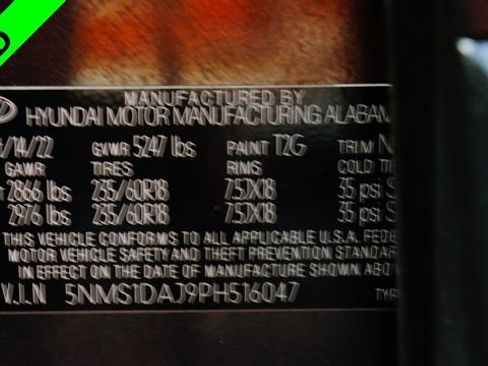 MANUFACTURED BY
HYUNDAI MOTOR MANUFACTURING ALABAM
/14/22 GVWR 5247 lbs PAINT T2G TRIM N
GAWR TIRES RIMS COLD TI
2866 lbs 235/60R18 7.5JX18 35 psi S
2976 lbs 235/60R18 7.5JX18 35 psi S
THIS VEHICLE CONFORMS TO ALL APPLICABLE U.S.A. FEDE
MOTOR VEHICLE SAFETY AND THEFT PREVENTION STANDAR
IN EFFECT ON THE DATE OF MANUFACTURE SHOWN ABO
V.I.N 5NMS1DAJ9PH516047 TYP